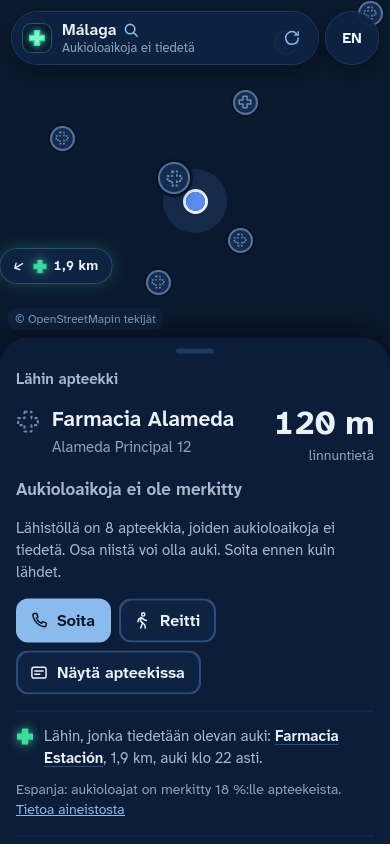 Málaga
Aukioloaikoja ei tiedetä
EN
1,9 km
© OpenStreetMapin tekijät
Lähin apteekki
Farmacia Alameda
120 m
Alameda Principal 12
linnuntietä
Aukioloaikoja ei ole merkitty
Lähistöllä on 8 apteekkia, joiden aukioloaikoja ei
tiedetä. Osa niistä voi olla auki. Soita ennen kuin
lähdet.
Soita
Reitti
Näytä apteekissa
Lähin, jonka tiedetään olevan auki: Farmacia
Estación, 1,9 km, auki klo 22 asti.
Espanja: aukioloajat on merkitty 18 %:lle apteekeista.
Tietoa aineistosta